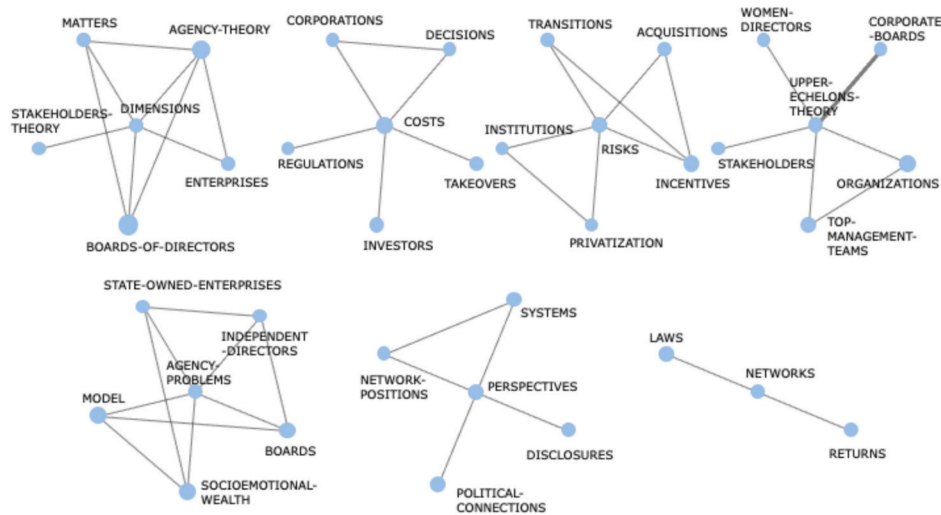 MATTERS
AGENCY-THEORY
STAKEHOLDERS-
THEORY
DIMENSIONS
ENTERPRISES
BOARDS-OF-DIRECTORS
CORPORATIONS
DECISIONS
COSTS
REGULATIONS
TAKEOVERS
INVESTORS
TRANSITIONS
ACQUISITIONS
INSTITUTIONS
RISKS
INCENTIVES
PRIVATIZATION
WOMEN-
DIRECTORS
CORPORATE
-BOARDS
UPPER-
ECHELONS-
THEORY
STAKEHOLDERS
ORGANIZATIONS
TOP-
MANAGEMENT-
TEAMS
STATE-OWNED-ENTERPRISES
INDEPENDENT
-DIRECTORS
AGENCY-
PROBLEMS
MODEL
BOARDS
SOCIOEMOTIONAL-
WEALTH
SYSTEMS
NETWORK-
POSITIONS
PERSPECTIVES
DISCLOSURES
POLITICAL-
CONNECTIONS
LAWS
NETWORKS
RETURNS